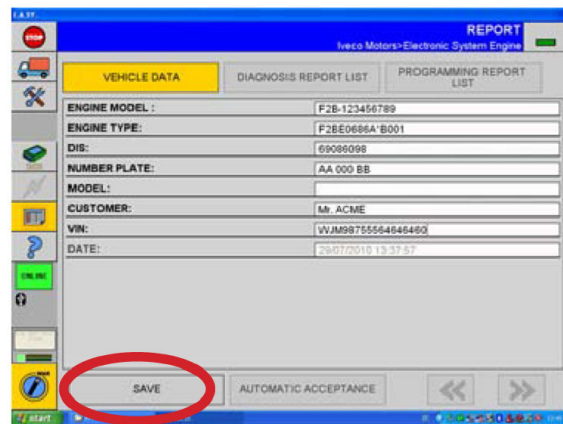 E.A.SY.
STOP
REPORT
Iveco Motors>Electronic System Engine
VEHICLE DATA
DIAGNOSIS REPORT LIST
PROGRAMMING REPORT
LIST
ENGINE MODEL :
F2B-123456789
ENGINE TYPE:
F2BE0686A*B001
DIS:
69086098
NUMBER PLATE:
AA 000 BB
MODEL:
CUSTOMER:
Mr. ACME
VIN:
WJM98755564646460
DATE:
29/07/2010 13:37:57
ON LINE
SAVE
AUTOMATIC ACCEPTANCE
start